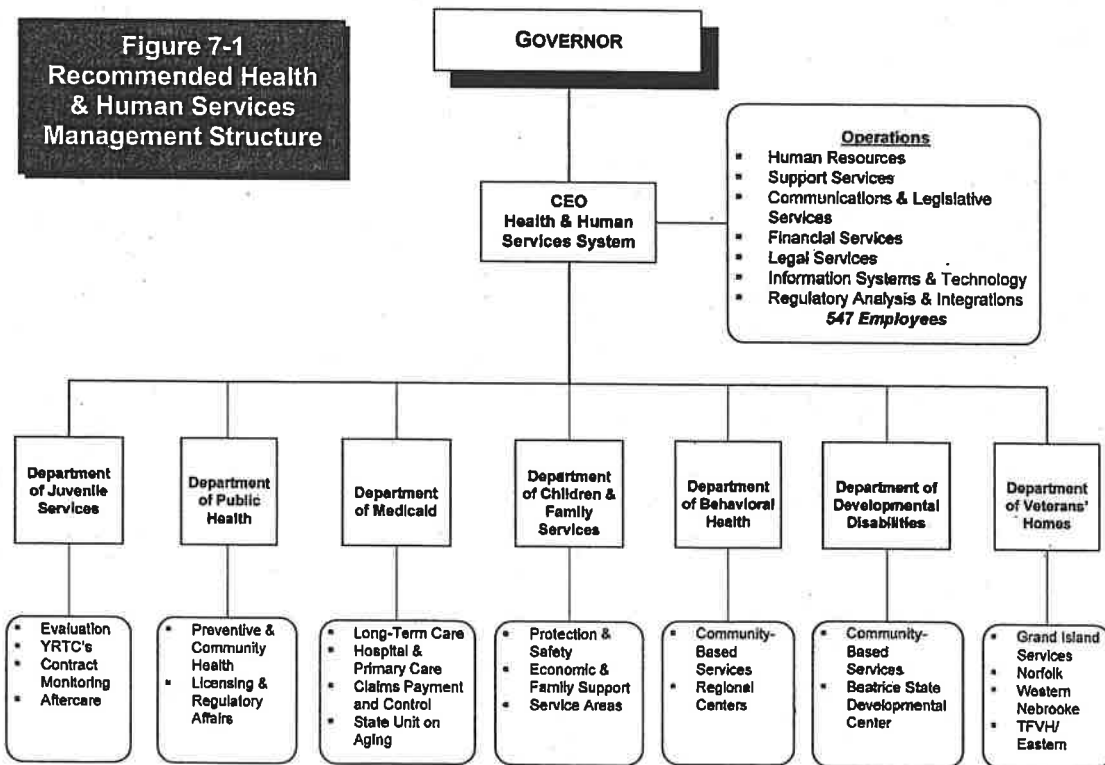 Figure 7-1
Recommended Health
& Human Services
Management Structure
GOVERNOR
CEO
Health & Human
Services System
Operations
▪ Human Resources
▪ Support Services
▪ Communications & Legislative
Services
▪ Financial Services
▪ Legal Services
▪ Information Systems & Technology
▪ Regulatory Analysis & Integrations
547 Employees
Department
of Juvenile
Services
Department
of Public
Health
Department
of Medicaid
Department
of Children &
Family
Services
Department
of Behavioral
Health
Department of
Developmental
Disabilities
Department
of Veterans'
Homes
▪ Evaluation
▪ YRTC's
▪ Contract
Monitoring
▪ Aftercare
▪ Preventive &
Community
Health
▪ Licensing &
Regulatory
Affairs
▪ Long-Term Care
▪ Hospital &
Primary Care
▪ Claims Payment
and Control
▪ State Unit on
Aging
▪ Protection &
Safety
▪ Economic &
Family Support
▪ Service Areas
▪ Community-
Based
Services
▪ Regional
Centers
▪ Community-
Based
Services
▪ Beatrice State
Developmental
Center
▪ Grand Island
Services
▪ Norfolk
▪ Western
Nebrooke
▪ TFVH/
Eastern